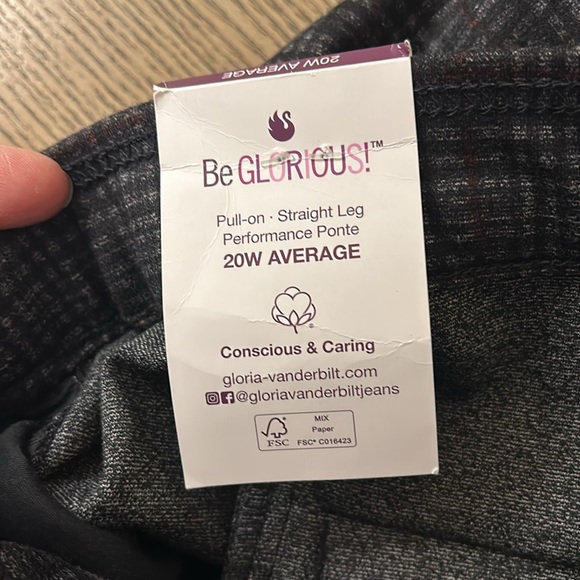 20W AVERAGE
Be GLORIOUS!™
Pull-on · Straight Leg
Performance Ponte
20W AVERAGE
®
Conscious & Caring
gloria-vanderbilt.com
@gloriavanderbiltjeans
FSC
MIX
Paper
FSC® C016423